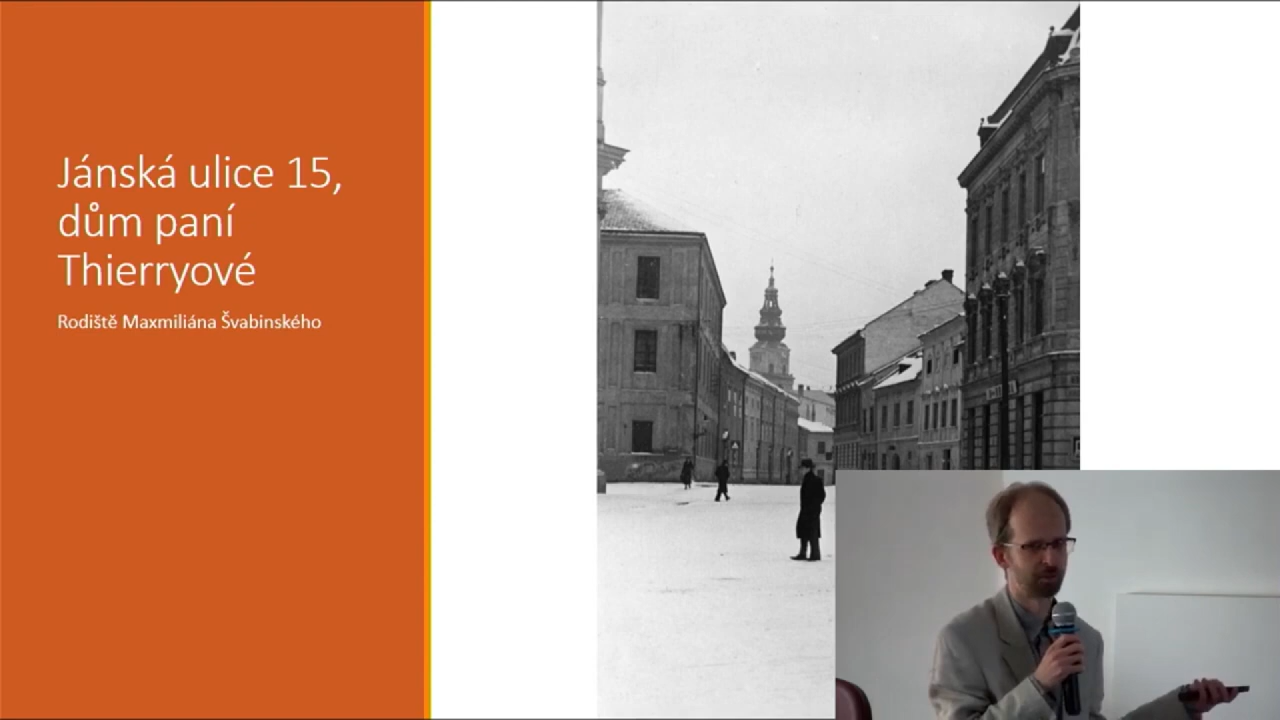 Jánská ulice 15,
dům paní
Thierryové
Rodiště Maxmiliána Švabinského